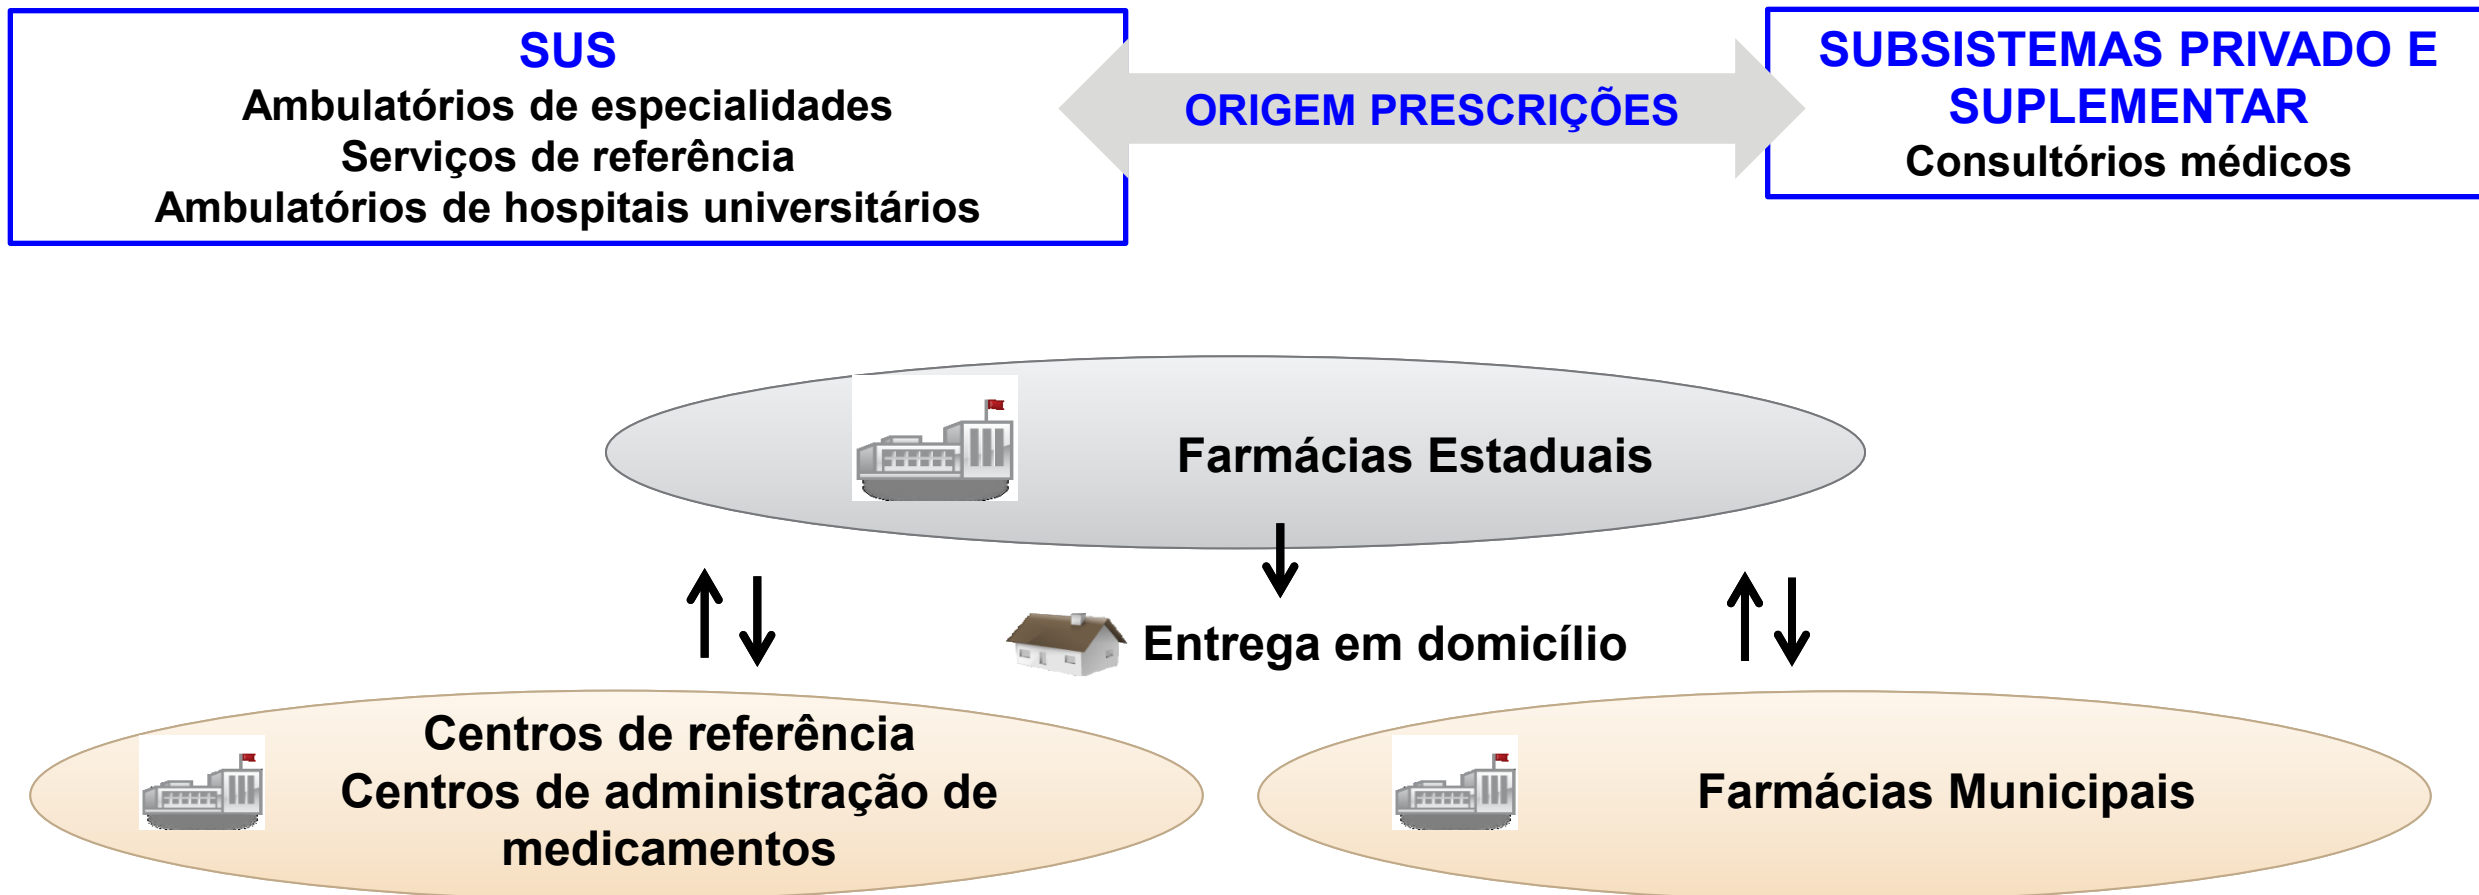 SUS
Ambulatórios de especialidades
Serviços de referência
Ambulatórios de hospitais universitários
ORIGEM PRESCRIÇÕES
SUBSISTEMAS PRIVADO E
SUPLEMENTAR
Consultórios médicos
Farmácias Estaduais
Entrega em domicílio
Centros de referência
Centros de administração de
medicamentos
Farmácias Municipais